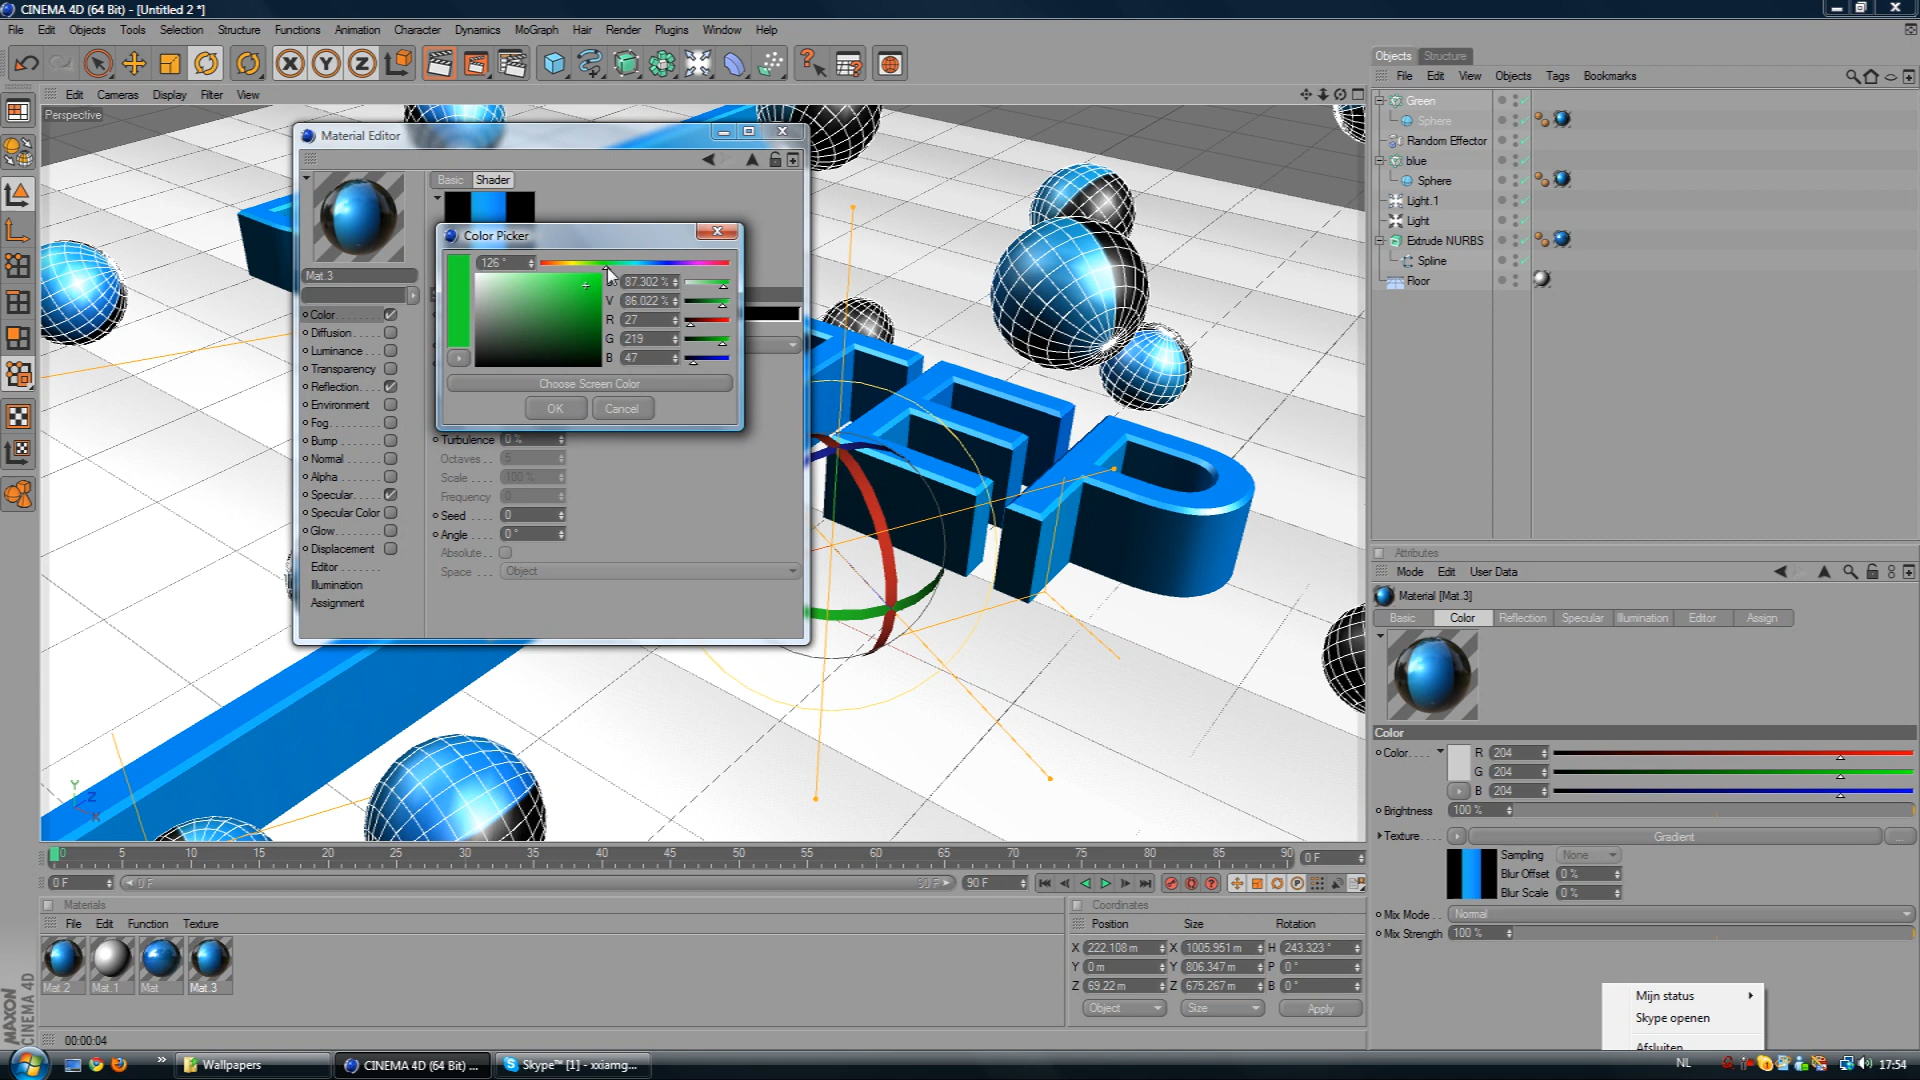 CINEMA 4D (64 Bit) - [Untitled 2 *]
File Edit Objects Tools Selection Structure Functions Animation Character Dynamics MoGraph Hair Render Plugins Window Help
Edit Cameras Display Filter View
Perspective
Material Editor
Basic Shader
Mat.3
Color
Diffusion
Luminance
Transparency
Reflection
Environment
Fog
Bump
Normal
Alpha
Specular
Specular Color
Glow
Displacement
Editor
Illumination
Assignment
Color Picker
126 °
87.302 %
V 86.022 %
R 27
G 219
B 47
Choose Screen Color
OK Cancel
Turbulence 0 %
Octaves 5
Scale 100 %
Frequency 0
Seed 0
Angle 0 °
Absolute
Space Object
Y
Z
X
Objects Structure
File Edit View Objects Tags Bookmarks
Green
Sphere
Random Effector
blue
Sphere
Light.1
Light
Extrude NURBS
Spline
Floor
Attributes
Mode Edit User Data
Material [Mat.3]
Basic Color Reflection Specular Illumination Editor Assign
Color
Color R 204
G 204
B 204
Brightness 100 %
Texture Gradient ...
Sampling None
Blur Offset 0 %
Blur Scale 0 %
Mix Mode Normal
Mix Strength 100 %
0 5 10 15 20 25 30 35 40 45 50 55 60 65 70 75 80 85 90 0 F
0 F 0 F 90 F 90 F
Materials
File Edit Function Texture
Mat.2 Mat.1 Mat Mat.3
Coordinates
Position Size Rotation
X 222.108 m X 1005.951 m H 243.323 °
Y 0 m Y 806.347 m P 0 °
Z 69.22 m Z 675.267 m B 0 °
Object Size Apply
MAXON
CINEMA 4D
00:00:04
Mijn status
Skype openen
Afsluiten
Wallpapers CINEMA 4D (64 Bit) ... Skype™ [1] - xxiamg...
NL 17:54